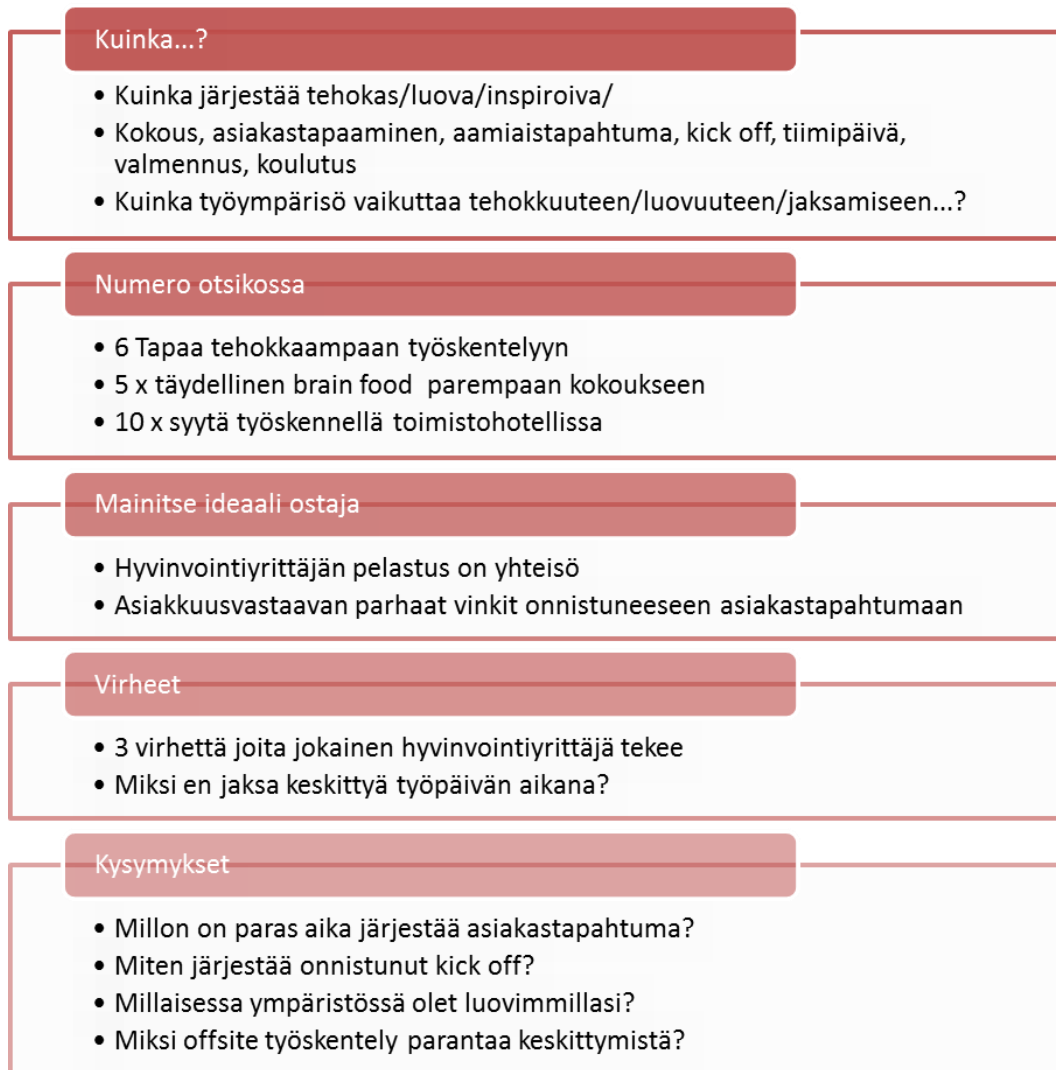 Kuinka...?
• Kuinka järjestää tehokas/luova/inspiroiva/
• Kokous, asiakastapaaminen, aamiaistapahtuma, kick off, tiimipäivä,
valmennus, koulutus
• Kuinka työympärisö vaikuttaa tehokkuuteen/luovuuteen/jaksamiseen...?
Numero otsikossa
• 6 Tapaa tehokkaampaan työskentelyyn
• 5 x täydellinen brain food parempaan kokoukseen
• 10 x syytä työskennellä toimistohotellissa
Mainitse ideaali ostaja
• Hyvinvointiyrittäjän pelastus on yhteisö
• Asiakkuusvastaavan parhaat vinkit onnistuneeseen asiakastapahtumaan
Virheet
• 3 virhettä joita jokainen hyvinvointiyrittäjä tekee
• Miksi en jaksa keskittyä työpäivän aikana?
Kysymykset
• Millon on paras aika järjestää asiakastapahtuma?
• Miten järjestää onnistunut kick off?
• Millaisessa ympäristössä olet luovimmillasi?
• Miksi offsite työskentely parantaa keskittymistä?